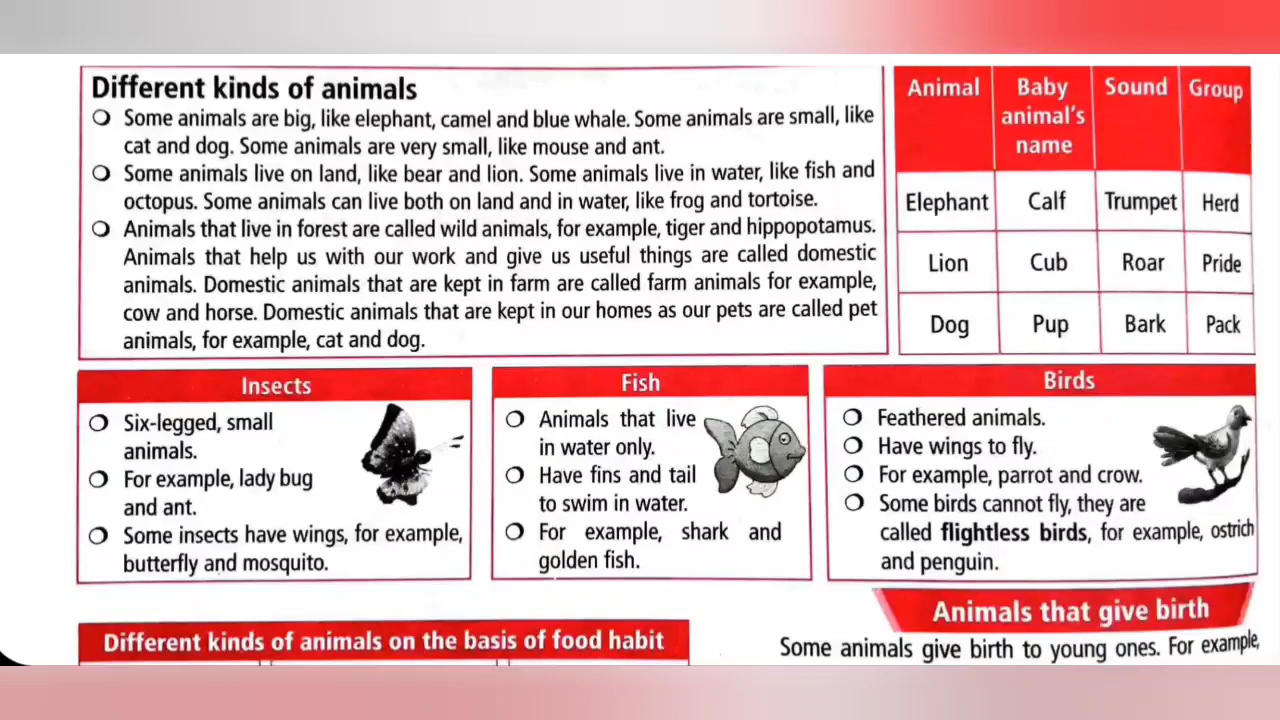 Different kinds of animals
❍ Some animals are big, like elephant, camel and blue whale. Some animals are small, like
cat and dog. Some animals are very small, like mouse and ant.
❍ Some animals live on land, like bear and lion. Some animals live in water, like fish and
octopus. Some animals can live both on land and in water, like frog and tortoise.
❍ Animals that live in forest are called wild animals, for example, tiger and hippopotamus.
Animals that help us with our work and give us useful things are called domestic
animals. Domestic animals that are kept in farm are called farm animals for example,
cow and horse. Domestic animals that are kept in our homes as our pets are called pet
animals, for example, cat and dog.
Animal Baby animal's name Sound Group
Elephant Calf Trumpet Herd
Lion Cub Roar Pride
Dog Pup Bark Pack
Insects
❍ Six-legged, small
animals.
❍ For example, lady bug
and ant.
❍ Some insects have wings, for example,
butterfly and mosquito.
Fish
❍ Animals that live
in water only.
❍ Have fins and tail
to swim in water.
❍ For example, shark and
golden fish.
Birds
❍ Feathered animals.
❍ Have wings to fly.
❍ For example, parrot and crow.
❍ Some birds cannot fly, they are
called flightless birds, for example, ostrich
and penguin.
Different kinds of animals on the basis of food habit
Animals that give birth
Some animals give birth to young ones. For example,